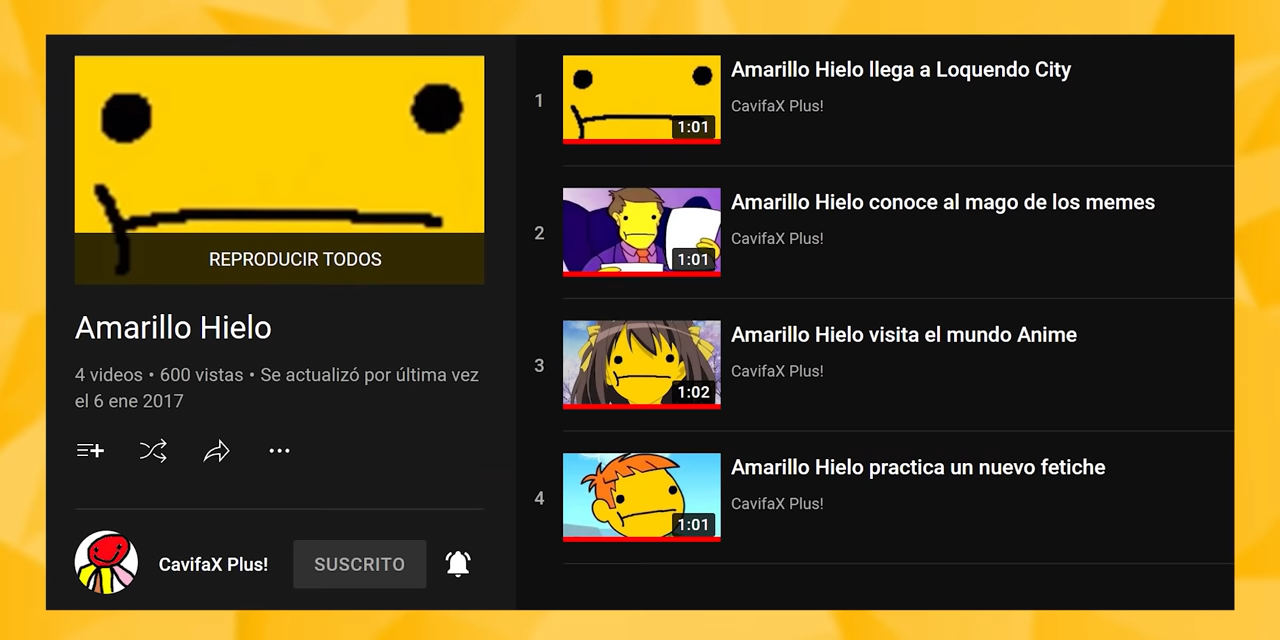 REPRODUCIR TODOS
Amarillo Hielo
4 videos • 600 vistas • Se actualizó por última vez
el 6 ene 2017
CavifaX Plus!
SUSCRITO
1
1:01
Amarillo Hielo llega a Loquendo City
CavifaX Plus!
2
1:01
Amarillo Hielo conoce al mago de los memes
CavifaX Plus!
3
1:02
Amarillo Hielo visita el mundo Anime
CavifaX Plus!
4
1:01
Amarillo Hielo practica un nuevo fetiche
CavifaX Plus!